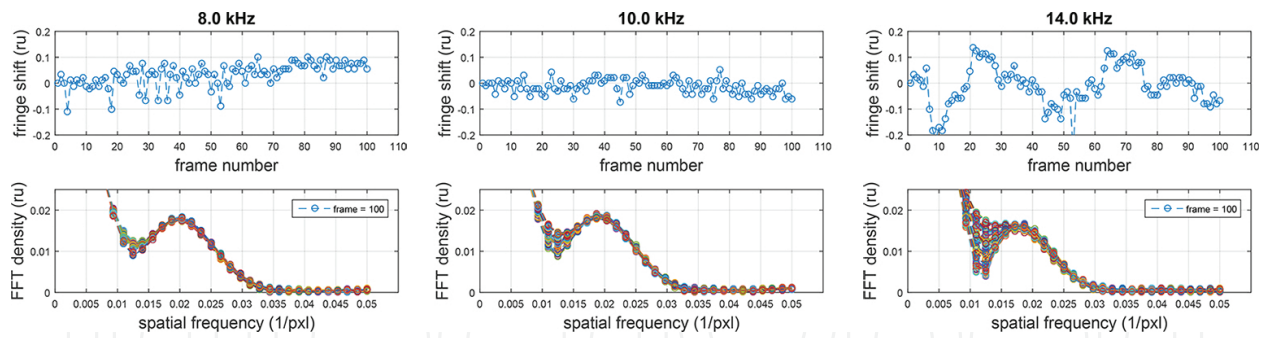 8.0 kHz
10.0 kHz
14.0 kHz
fringe shift (ru)
0.2
0.1
0
-0.1
-0.2
0 10 20 30 40 50 60 70 80 90 100 110
frame number
fringe shift (ru)
0.2
0.1
0
-0.1
-0.2
0 10 20 30 40 50 60 70 80 90 100 110
frame number
fringe shift (ru)
0.2
0.1
0
-0.1
-0.2
0 10 20 30 40 50 60 70 80 90 100 110
frame number
FFT density (ru)
0.02
0.01
0
frame = 100
0 0.005 0.01 0.015 0.02 0.025 0.03 0.035 0.04 0.045 0.05
spatial frequency (1/pxl)
FFT density (ru)
0.02
0.01
0
0 0.005 0.01 0.015 0.02 0.025 0.03 0.035 0.04 0.045 0.05
spatial frequency (1/pxl)
FFT density (ru)
0.02
0.01
0
frame = 100
0 0.005 0.01 0.015 0.02 0.025 0.03 0.035 0.04 0.045 0.05
spatial frequency (1/pxl)